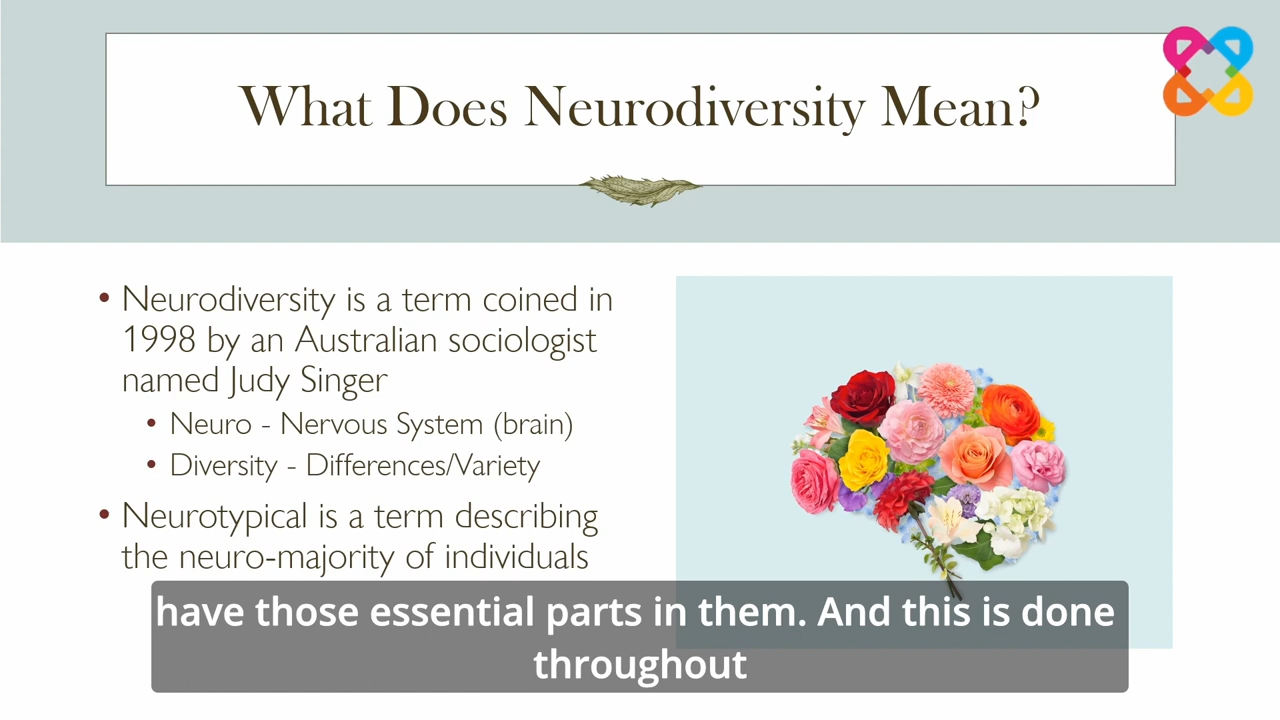 What Does Neurodiversity Mean?
• Neurodiversity is a term coined in
1998 by an Australian sociologist
named Judy Singer
• Neuro - Nervous System (brain)
• Diversity - Differences/Variety
• Neurotypical is a term describing
the neuro-majority of individuals
have those essential parts in them. And this is done
throughout